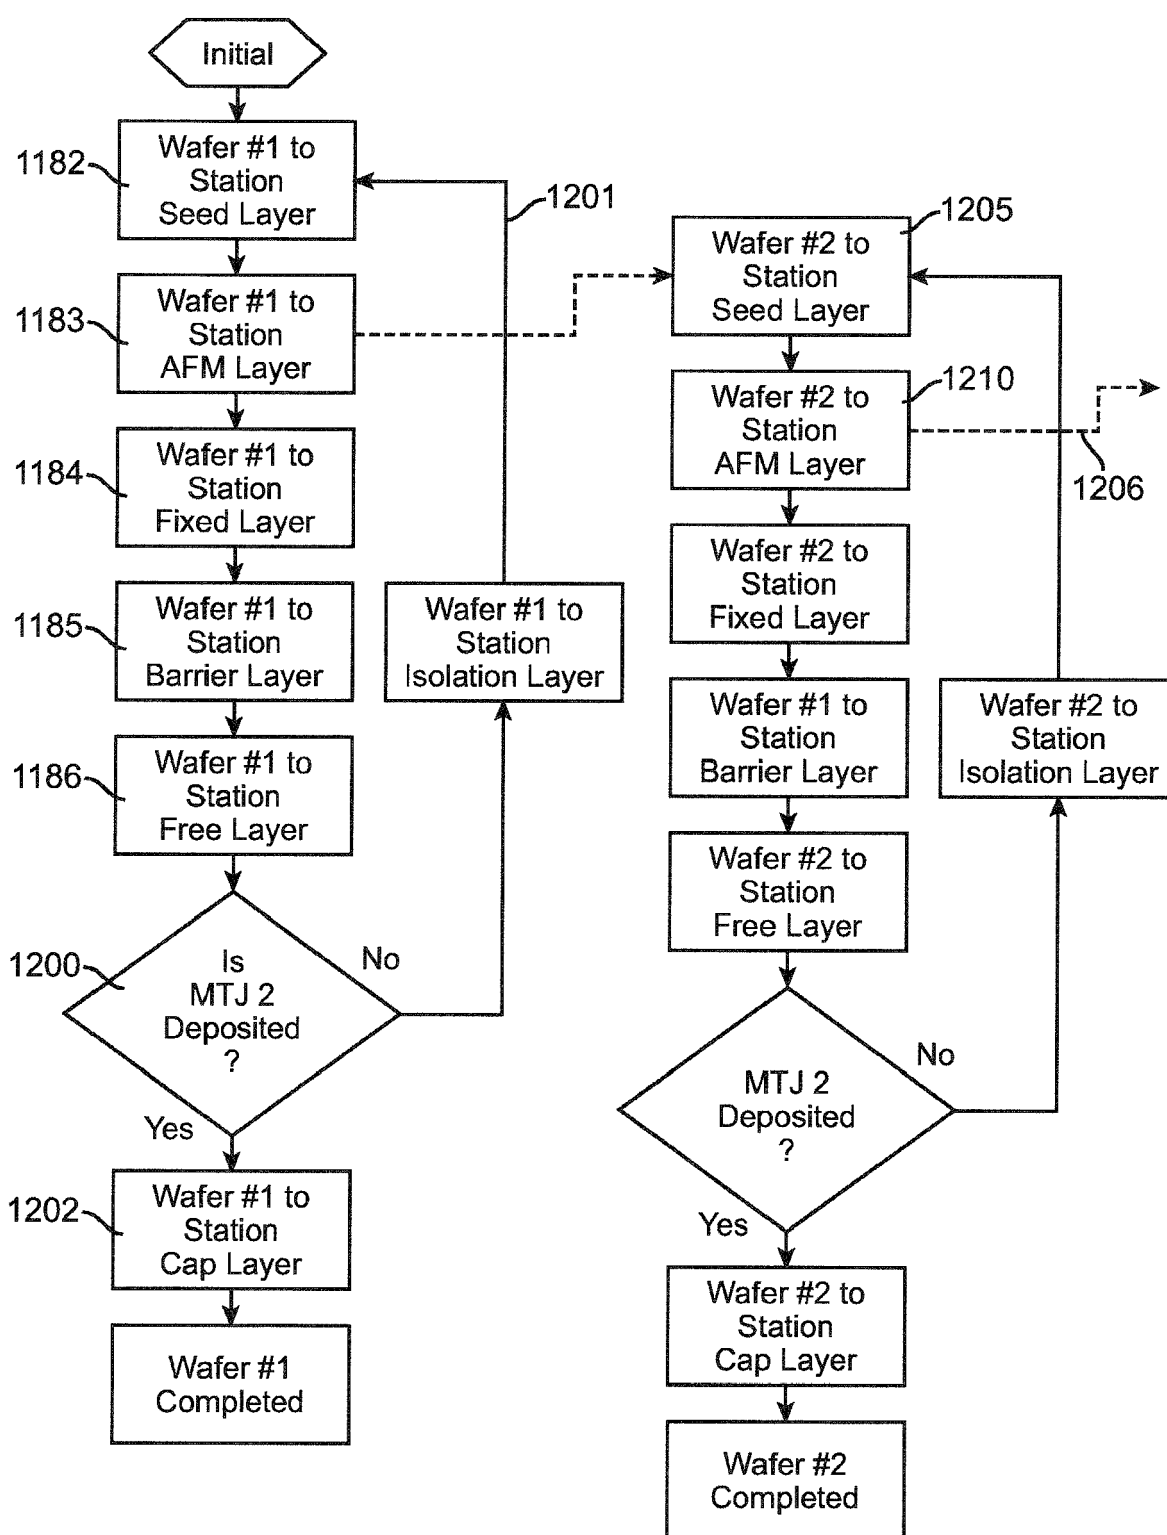 Initial
1182
Wafer #1 to
Station
Seed Layer
1201
1183
Wafer #1 to
Station
AFM Layer
1184
Wafer #1 to
Station
Fixed Layer
1185
Wafer #1 to
Station
Barrier Layer
Wafer #1 to
Station
Isolation Layer
1186
Wafer #1 to
Station
Free Layer
1200
Is
MTJ 2
Deposited
?
No
Yes
1202
Wafer #1 to
Station
Cap Layer
Wafer #1
Completed
1205
Wafer #2 to
Station
Seed Layer
1210
Wafer #2 to
Station
AFM Layer
1206
Wafer #2 to
Station
Fixed Layer
Wafer #1 to
Station
Barrier Layer
Wafer #2 to
Station
Isolation Layer
Wafer #2 to
Station
Free Layer
MTJ 2
Deposited
?
No
Yes
Wafer #2 to
Station
Cap Layer
Wafer #2
Completed